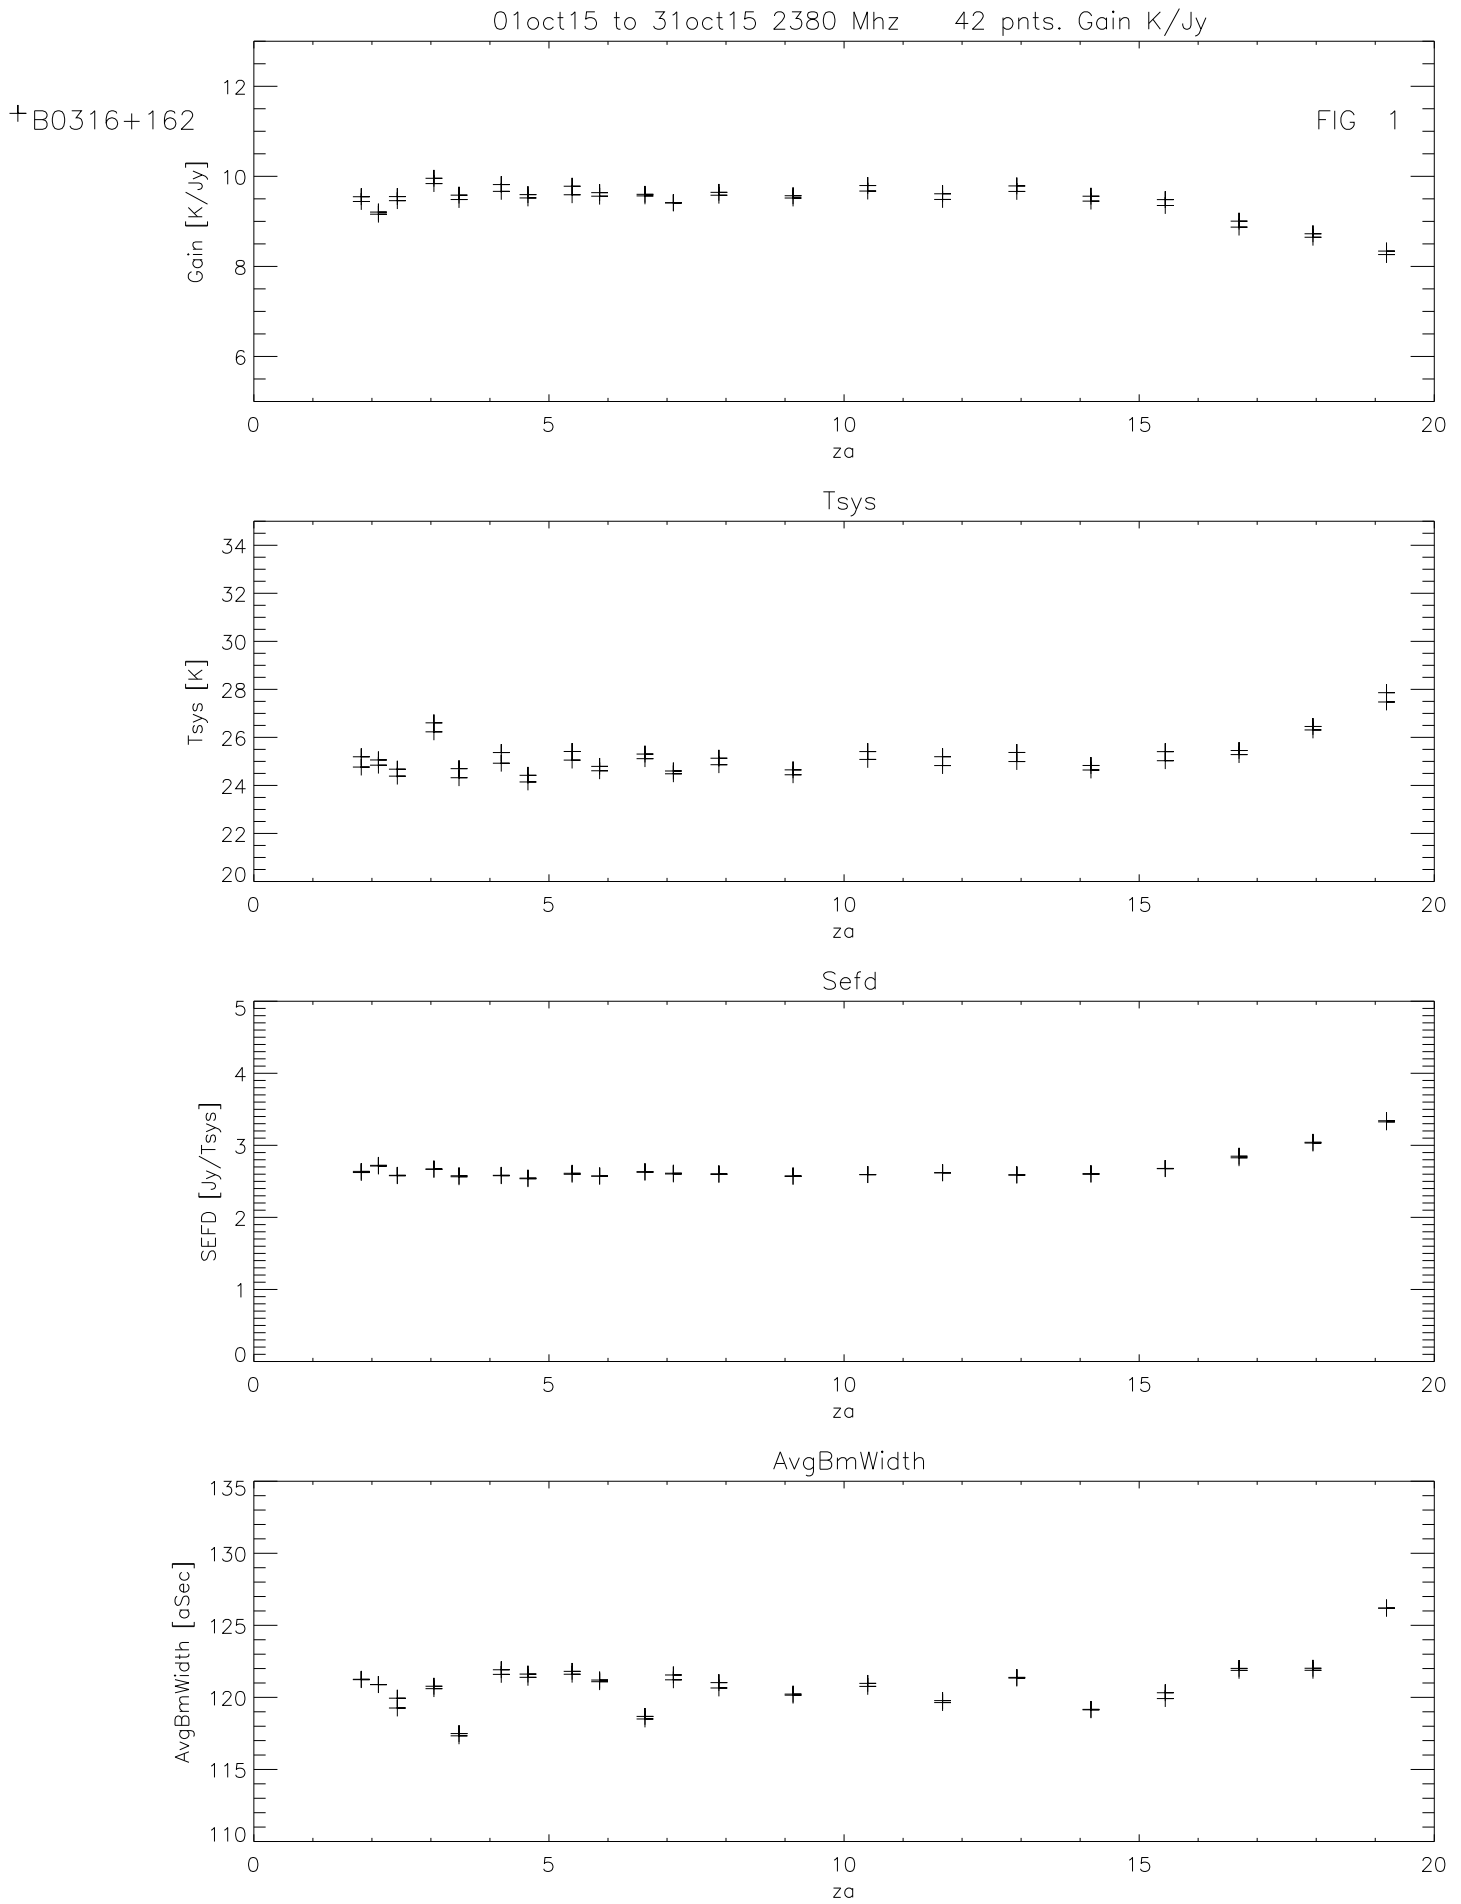 01oct15 to 31oct15 2380 Mhz 42 pnts. Gain K/Jy
+B0316+162
FIG 1
Gain [K/Jy]
12
10
8
6
0 5 10 15 20
za
Tsys
Tsys [K]
34
32
30
28
26
24
22
20
0 5 10 15 20
za
Sefd
SEFD [Jy/Tsys]
5
4
3
2
1
0
0 5 10 15 20
za
AvgBmWidth
AvgBmWidth [aSec]
135
130
125
120
115
110
0 5 10 15 20
za